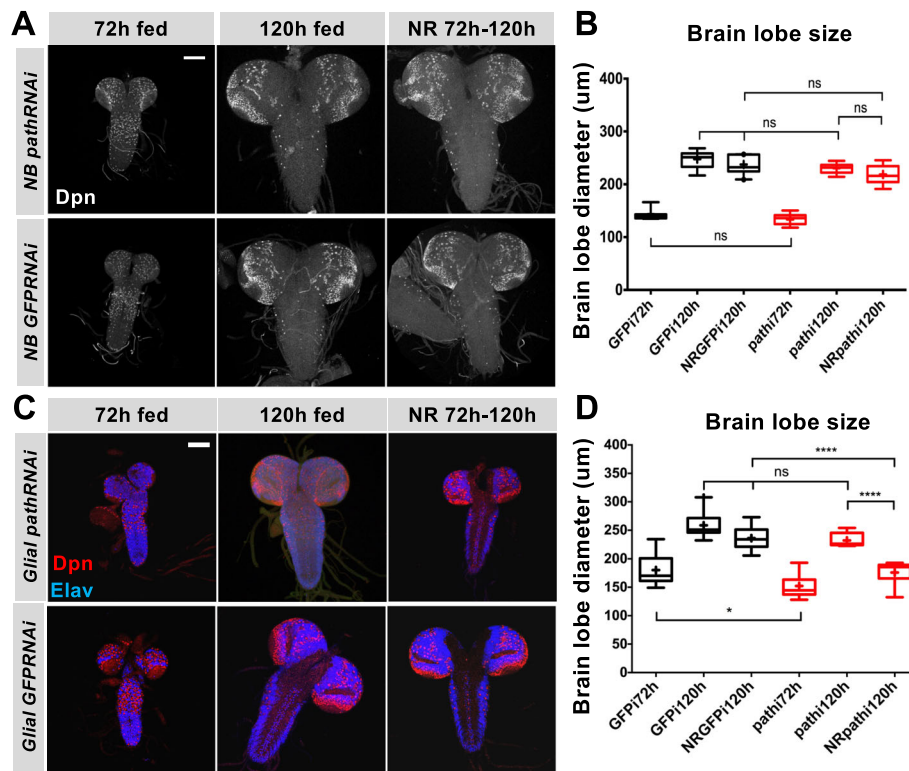 A
72h fed
120h fed
NR 72h-120h
NB pathRNAi
Dpn
NB GFPRNAi
B
Brain lobe size
Brain lobe diameter (um)
400
300
200
100
0
ns
ns
ns
ns
GFPi72h
GFPi120h
NRGFPi120h
pathi72h
pathi120h
NRpathi120h
C
72h fed
120h fed
NR 72h-120h
Glial pathRNAi
Dpn
Elav
Glial GFPRNAi
D
Brain lobe size
Brain lobe diameter (um)
400
350
300
250
200
150
100
50
0
****
ns
****
*
GFPi72h
GFPi120h
NRGFPi120h
pathi72h
pathi120h
NRpathi120h